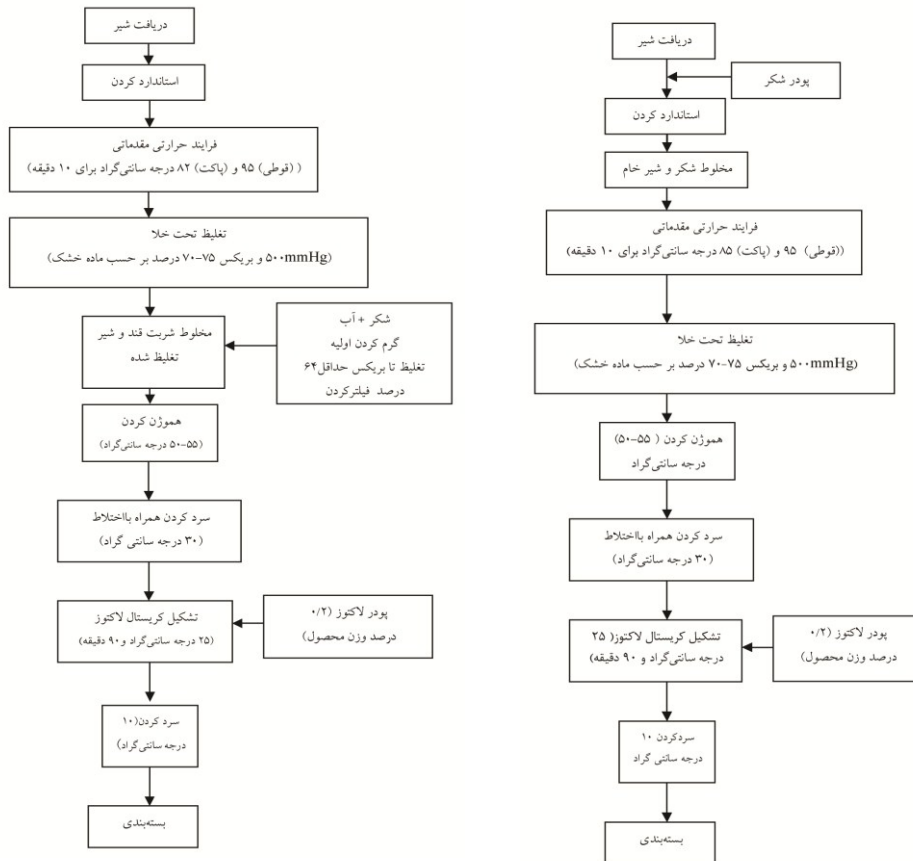 دریافت شیر
استاندارد کردن
فرایند حرارتی مقدماتی
( (قوطی) ۹۵ و (پاکت) ۸۲ درجه سانتی‌گراد برای ۱۰ دقیقه)
تغلیظ تحت خلا
(۵۰۰mmHg و بریکس ۷۵-۷۰ درصد بر حسب ماده خشک)
مخلوط شربت قند و شیر
تغلیظ شده
شکر + آب
گرم کردن اولیه
تغلیظ تا بریکس حداقل۶۴
درصد فیلترکردن
هموژن کردن
(۵۵-۵۰ درجه سانتی‌گراد)
سرد کردن همراه بااختلاط
(۳۰ درجه سانتی گراد)
تشکیل کریستال لاکتوز
(۲۵ درجه سانتی‌گراد و ۹۰ دقیقه)
پودر لاکتوز (۰/۲
درصد وزن محصول)
سرد کردن(۱۰
درجه سانتی‌گراد)
بسته‌بندی
دریافت شیر
پودر شکر
استاندارد کردن
مخلوط شکر و شیر خام
فرایند حرارتی مقدماتی
((قوطی) ۹۵ و (پاکت) ۸۵ درجه سانتی‌گراد برای ۱۰ دقیقه)
تغلیظ تحت خلا
(۵۰۰mmHg و بریکس ۷۵-۷۰ درصد بر حسب ماده خشک)
هموژن کردن ( ۵۵-۵۰)
درجه سانتی‌گراد
سرد کردن همراه بااختلاط
(۳۰ درجه سانتی‌گراد)
تشکیل کریستال لاکتوز( ۲۵
درجه سانتی‌گراد و ۹۰ دقیقه)
پودر لاکتوز (۰/۲
درصد وزن محصول)
سردکردن ۱۰
درجه سانتی گراد
بسته‌بندی